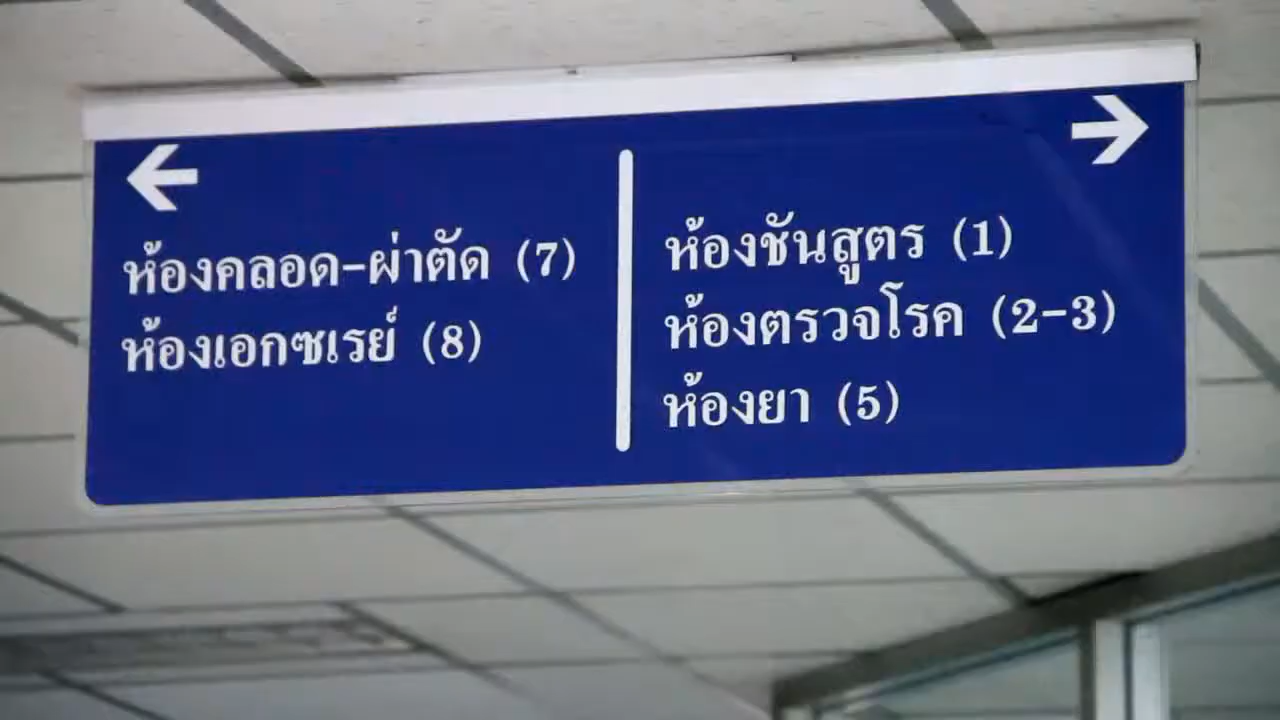 ห้องคลอด-ผ่าตัด (7)
ห้องเอกซเรย์ (8)
ห้องชันสูตร (1)
ห้องตรวจโรค (2-3)
ห้องยา (5)